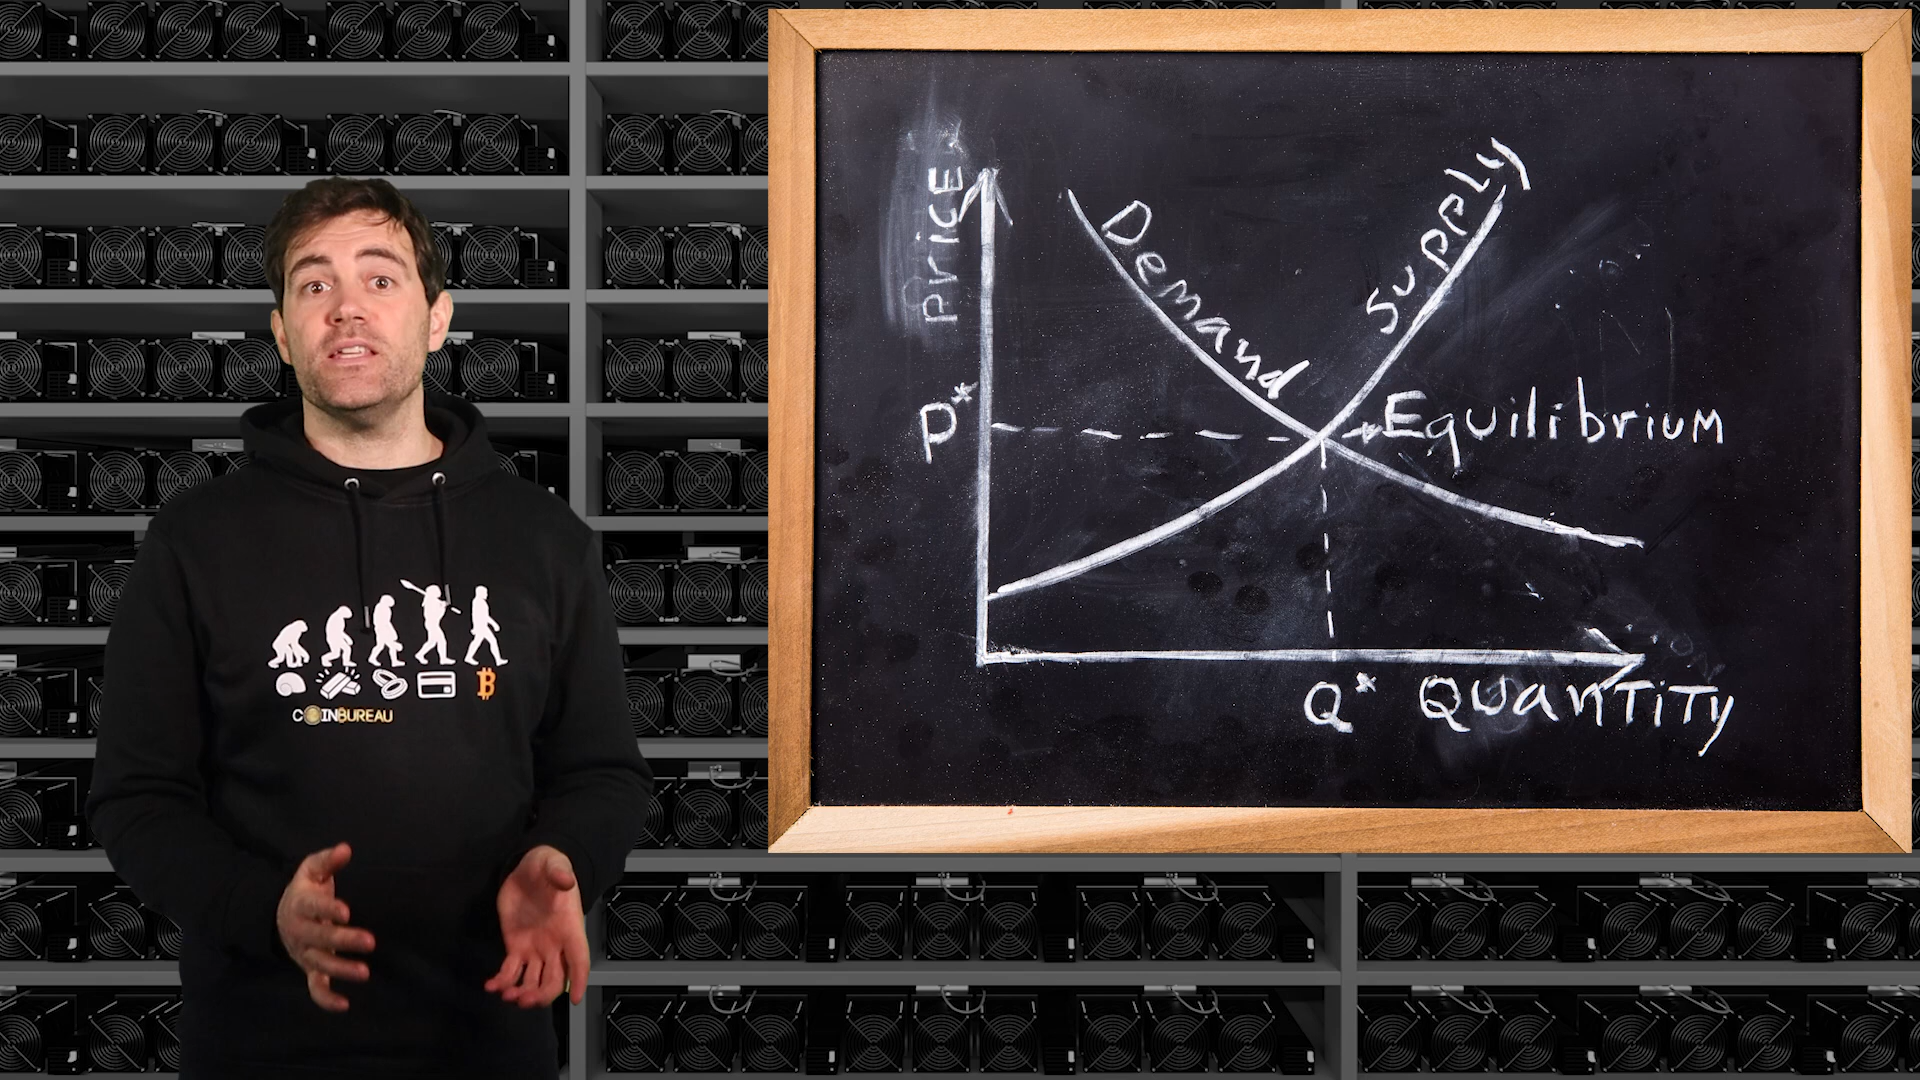 PriCE
Demand
Supply
P*
Equilibrium
Q* QuanTiTy
COINBUREAU